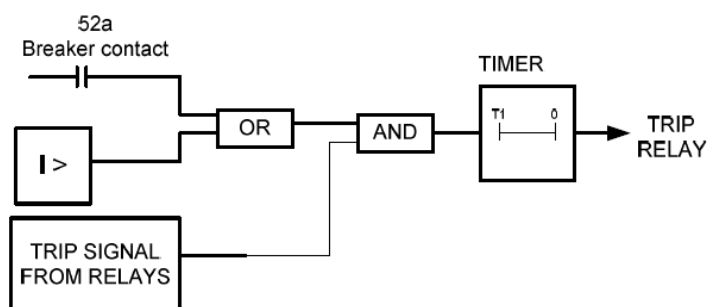 52a
Breaker contact
TIMER
OR
AND
T1 0
TRIP
RELAY
I >
TRIP SIGNAL
FROM RELAYS